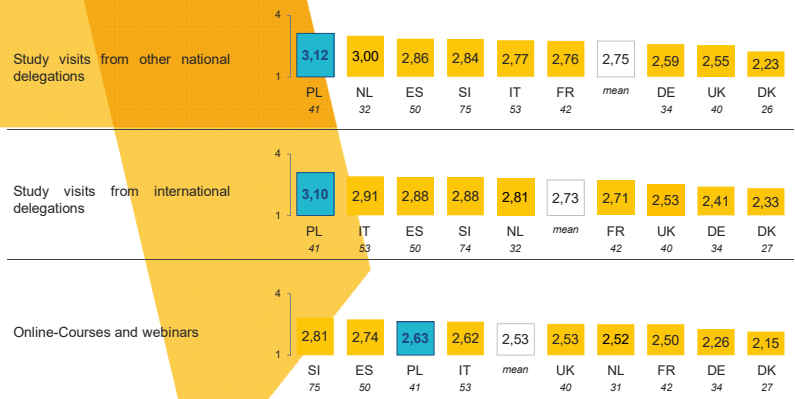 4
Study visits from other national
delegations
3,12 3,00 2,86 2,84 2,77 2,76 2,75 2,59 2,55 2,23
1
PL NL ES SI IT FR mean DE UK DK
41 32 50 75 53 42 34 40 26
4
Study visits from international
delegations
3,10 2,91 2,88 2,88 2,81 2,73 2,71 2,53 2,41 2,33
1
PL IT ES SI NL mean FR UK DE DK
41 53 50 74 32 42 40 34 27
4
Online-Courses and webinars
2,81 2,74 2,63 2,62 2,53 2,53 2,52 2,50 2,26 2,15
1
SI ES PL IT mean UK NL FR DE DK
75 50 41 53 40 31 42 34 27